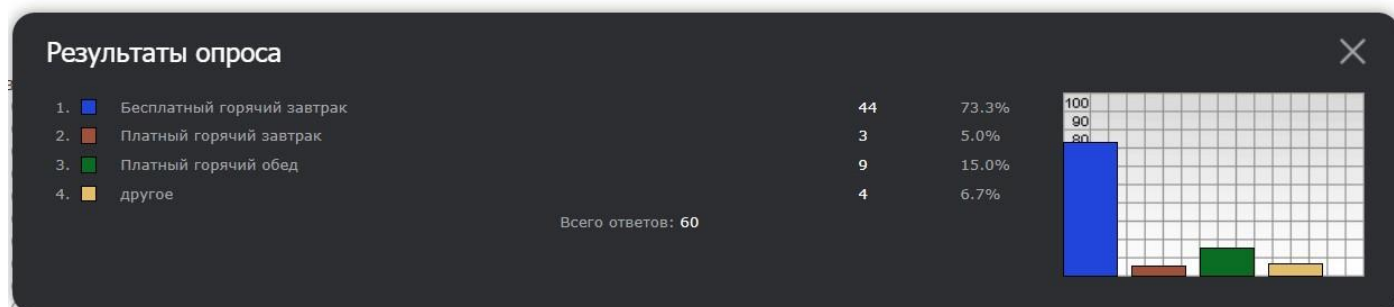 Результаты опроса
1. Бесплатный горячий завтрак 44 73.3%
2. Платный горячий завтрак 3 5.0%
3. Платный горячий обед 9 15.0%
4. другое 4 6.7%
Всего ответов: 60
100
90
80